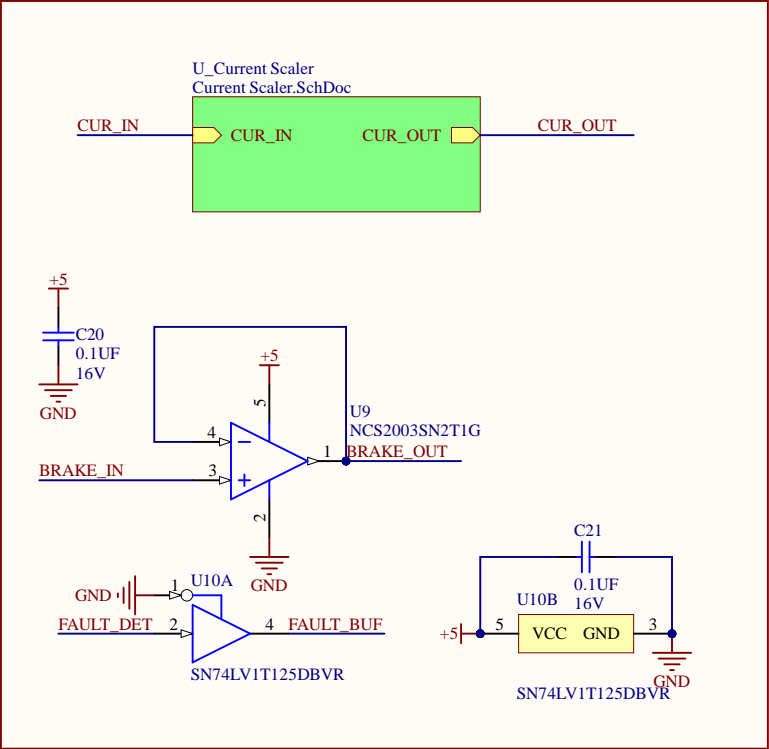 U_Current Scaler
Current Scaler.SchDoc
CUR_IN
CUR_IN
CUR_OUT
CUR_OUT
+5
C20
0.1UF
16V
GND
+5
5
U9
NCS2003SN2T1G
4
3
1
BRAKE_OUT
BRAKE_IN
2
GND
GND
1
U10A
FAULT_DET
2
4
FAULT_BUF
SN74LV1T125DBVR
C21
0.1UF
16V
U10B
+5
5
VCC
GND
3
GND
SN74LV1T125DBVR